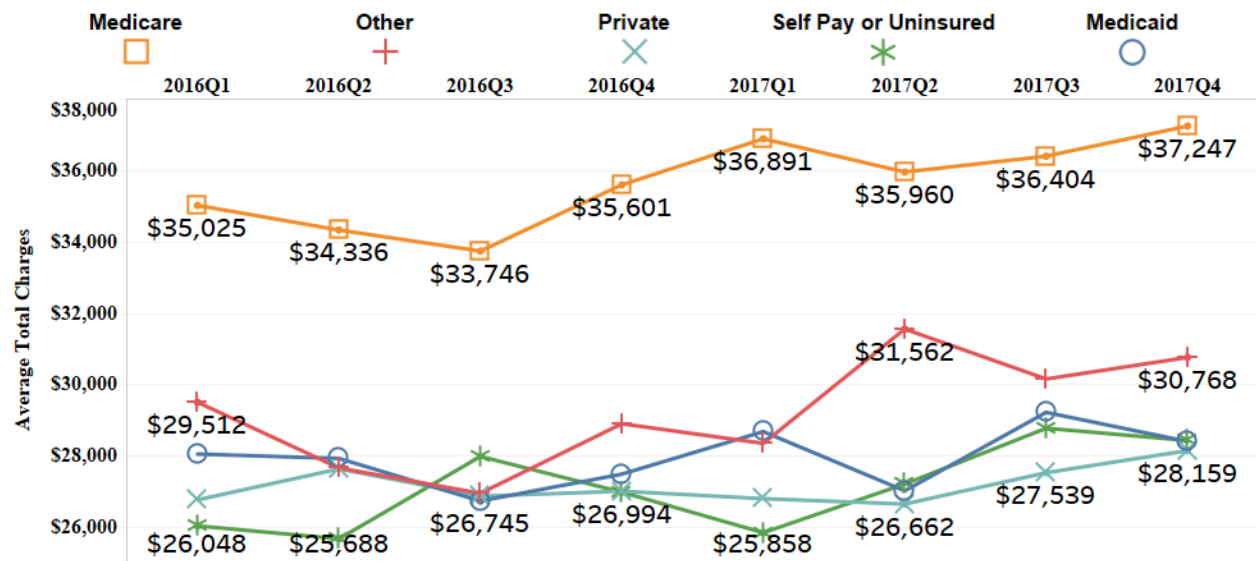 Medicare Other Private Self Pay or Uninsured Medicaid
2016Q1 2016Q2 2016Q3 2016Q4 2017Q1 2017Q2 2017Q3 2017Q4
Average Total Charges
$38,000
$36,000
$34,000
$32,000
$30,000
$28,000
$26,000
$35,025 $34,336 $33,746 $35,601 $36,891 $35,960 $36,404 $37,247
$29,512 $31,562 $30,768
$26,048 $25,688 $26,745 $26,994 $25,858 $26,662 $27,539 $28,159